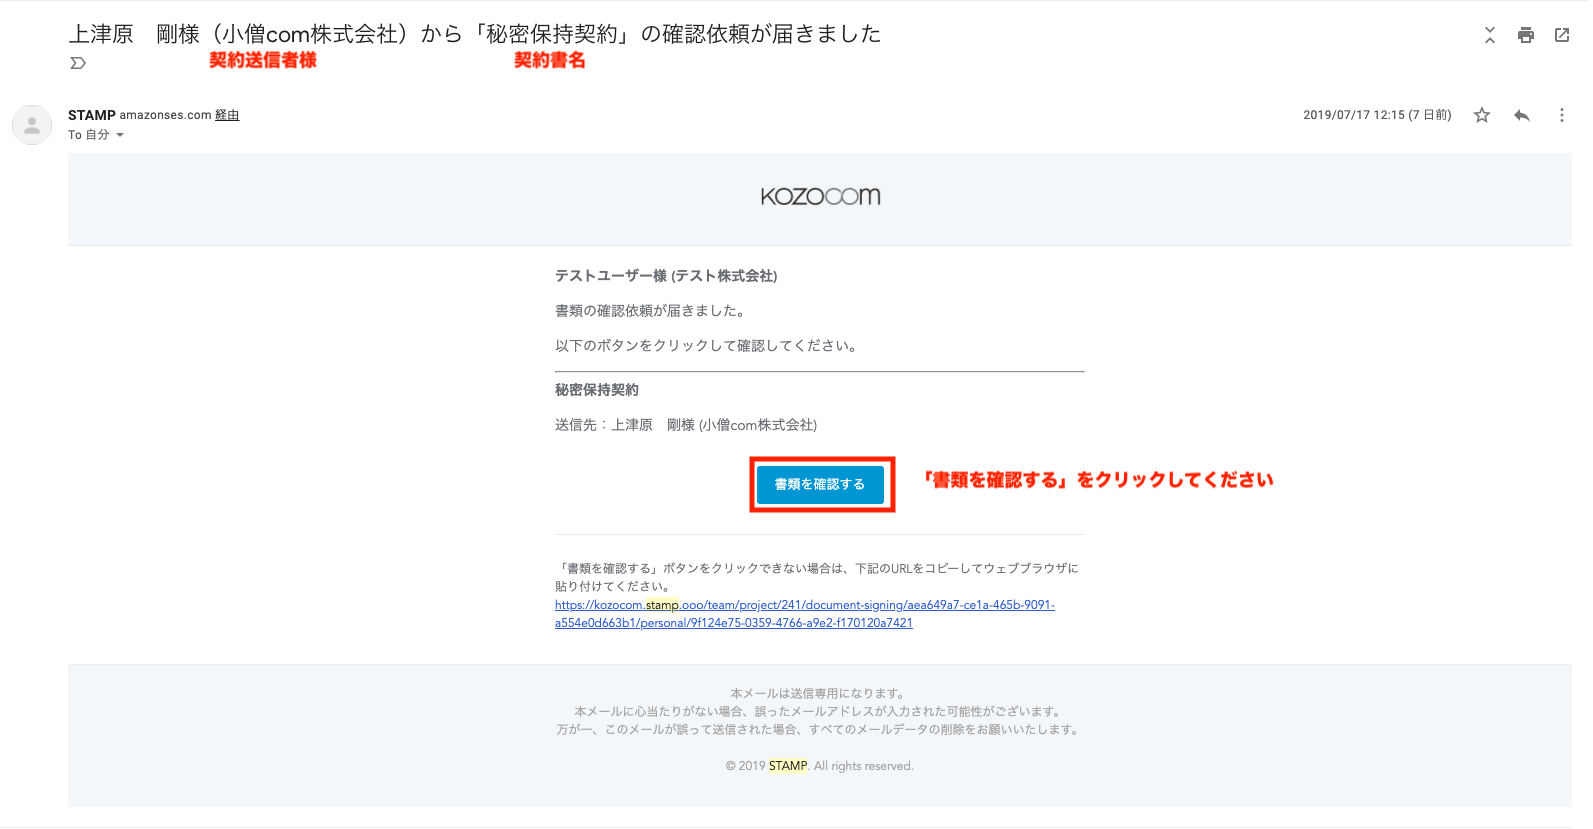 上津原　剛様（小僧com株式会社）から「秘密保持契約」の確認依頼が届きました
契約送信者様 契約書名
STAMP amazonses.com 経由
2019/07/17 12:15 (7 日前)
To 自分
KOZOCOM
テストユーザー様 (テスト株式会社)
書類の確認依頼が届きました。
以下のボタンをクリックして確認してください。
秘密保持契約
送信先：上津原　剛様 (小僧com株式会社)
書類を確認する
「書類を確認する」をクリックしてください
「書類を確認する」ボタンをクリックできない場合は、下記のURLをコピーしてウェブブラウザに
貼り付けてください。
https://kozocom.stamp.ooo/team/project/241/document-signing/aea649a7-ce1a-465b-9091-
a554e0d663b1/personal/9f124e75-0359-4766-a9e2-f170120a7421
本メールは送信専用になります。
本メールに心当たりがない場合、誤ったメールアドレスが入力された可能性がございます。
万が一、このメールが誤って送信された場合、すべてのメールデータの削除をお願いいたします。
© 2019 STAMP. All rights reserved.